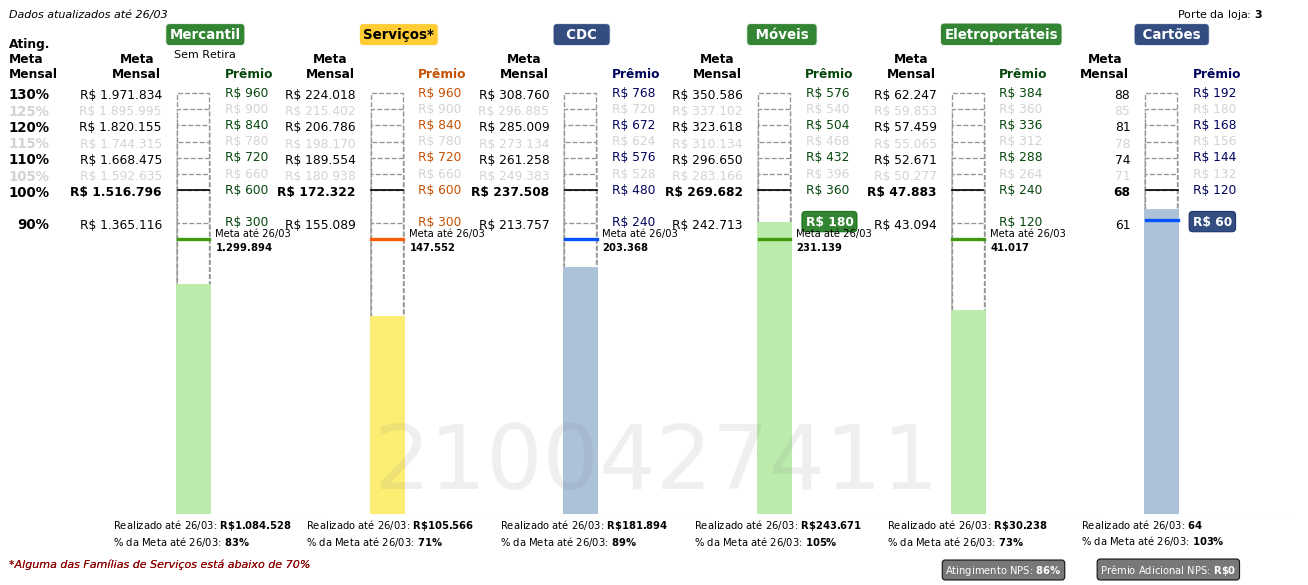 Dados atualizados até 26/03
Porte da loja: 3
Mercantil Serviços* CDC Móveis Eletroportáteis Cartões
Sem Retira
Ating. Meta Mensal
Meta Mensal Prêmio Meta Mensal Prêmio Meta Mensal Prêmio Meta Mensal Prêmio Meta Mensal Prêmio Meta Mensal Prêmio
130% R$ 1.971.834 R$ 960 R$ 224.018 R$ 960 R$ 308.760 R$ 768 R$ 350.586 R$ 576 R$ 62.247 R$ 384 88 R$ 192
125% R$ 1.895.995 R$ 900 R$ 215.402 R$ 900 R$ 296.885 R$ 720 R$ 337.102 R$ 540 R$ 59.853 R$ 360 85 R$ 180
120% R$ 1.820.155 R$ 840 R$ 206.786 R$ 840 R$ 285.009 R$ 672 R$ 323.618 R$ 504 R$ 57.459 R$ 336 81 R$ 168
115% R$ 1.744.315 R$ 780 R$ 198.170 R$ 780 R$ 273.134 R$ 624 R$ 310.134 R$ 468 R$ 55.065 R$ 312 78 R$ 156
110% R$ 1.668.475 R$ 720 R$ 189.554 R$ 720 R$ 261.258 R$ 576 R$ 296.650 R$ 432 R$ 52.671 R$ 288 74 R$ 144
105% R$ 1.592.635 R$ 660 R$ 180.938 R$ 660 R$ 249.383 R$ 528 R$ 283.166 R$ 396 R$ 50.277 R$ 264 71 R$ 132
100% R$ 1.516.796 R$ 600 R$ 172.322 R$ 600 R$ 237.508 R$ 480 R$ 269.682 R$ 360 R$ 47.883 R$ 240 68 R$ 120
90% R$ 1.365.116 R$ 300 R$ 155.089 R$ 300 R$ 213.757 R$ 240 R$ 242.713 R$ 180 R$ 43.094 R$ 120 61 R$ 60
Meta até 26/03 Meta até 26/03 Meta até 26/03 Meta até 26/03 Meta até 26/03
1.299.894 147.552 203.368 231.139 41.017
2100427411
Realizado até 26/03: R$1.084.528 Realizado até 26/03: R$105.566 Realizado até 26/03: R$181.894 Realizado até 26/03: R$243.671 Realizado até 26/03: R$30.238 Realizado até 26/03: 64
% da Meta até 26/03: 83% % da Meta até 26/03: 71% % da Meta até 26/03: 89% % da Meta até 26/03: 105% % da Meta até 26/03: 73% % da Meta até 26/03: 103%
*Alguma das Famílias de Serviços está abaixo de 70%
Atingimento NPS: 86% Prêmio Adicional NPS: R$0